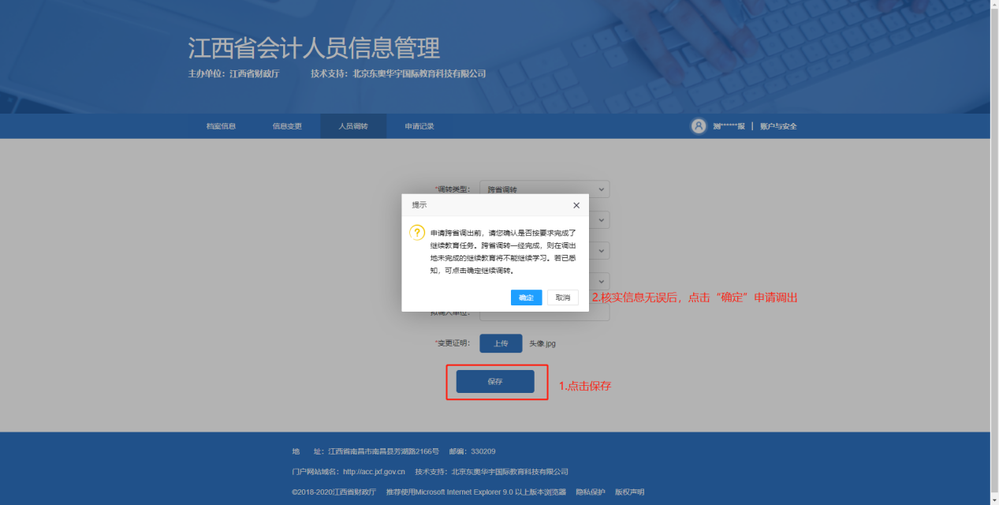 江西省会计人员信息管理
主办单位：江西省财政厅 技术支持：北京东奥华宇国际教育科技有限公司
档案信息 信息变更 人员调转 申请记录 测******报 | 账户与安全
*调转类型： 跨省调转
提示
申请跨省调出前，请您确认是否按要求完成了
继续教育任务。跨省调转一经完成，则在调出
地未完成的继续教育将不能继续学习。若已悉
知，可点击确定继续调转。
确定 取消
2.核实信息无误后，点击“确定”申请调出
拟调入单位：
*变更证明： 上传 头像.jpg
保存
1.点击保存
地 址：江西省南昌市南昌县芳湖路2166号 邮编：330209
门户网站域名：http://acc.jxf.gov.cn 技术支持：北京东奥华宇国际教育科技有限公司
©2018-2020江西省财政厅 推荐使用Microsoft Internet Explorer 9.0 以上版本浏览器 隐私保护 版权声明